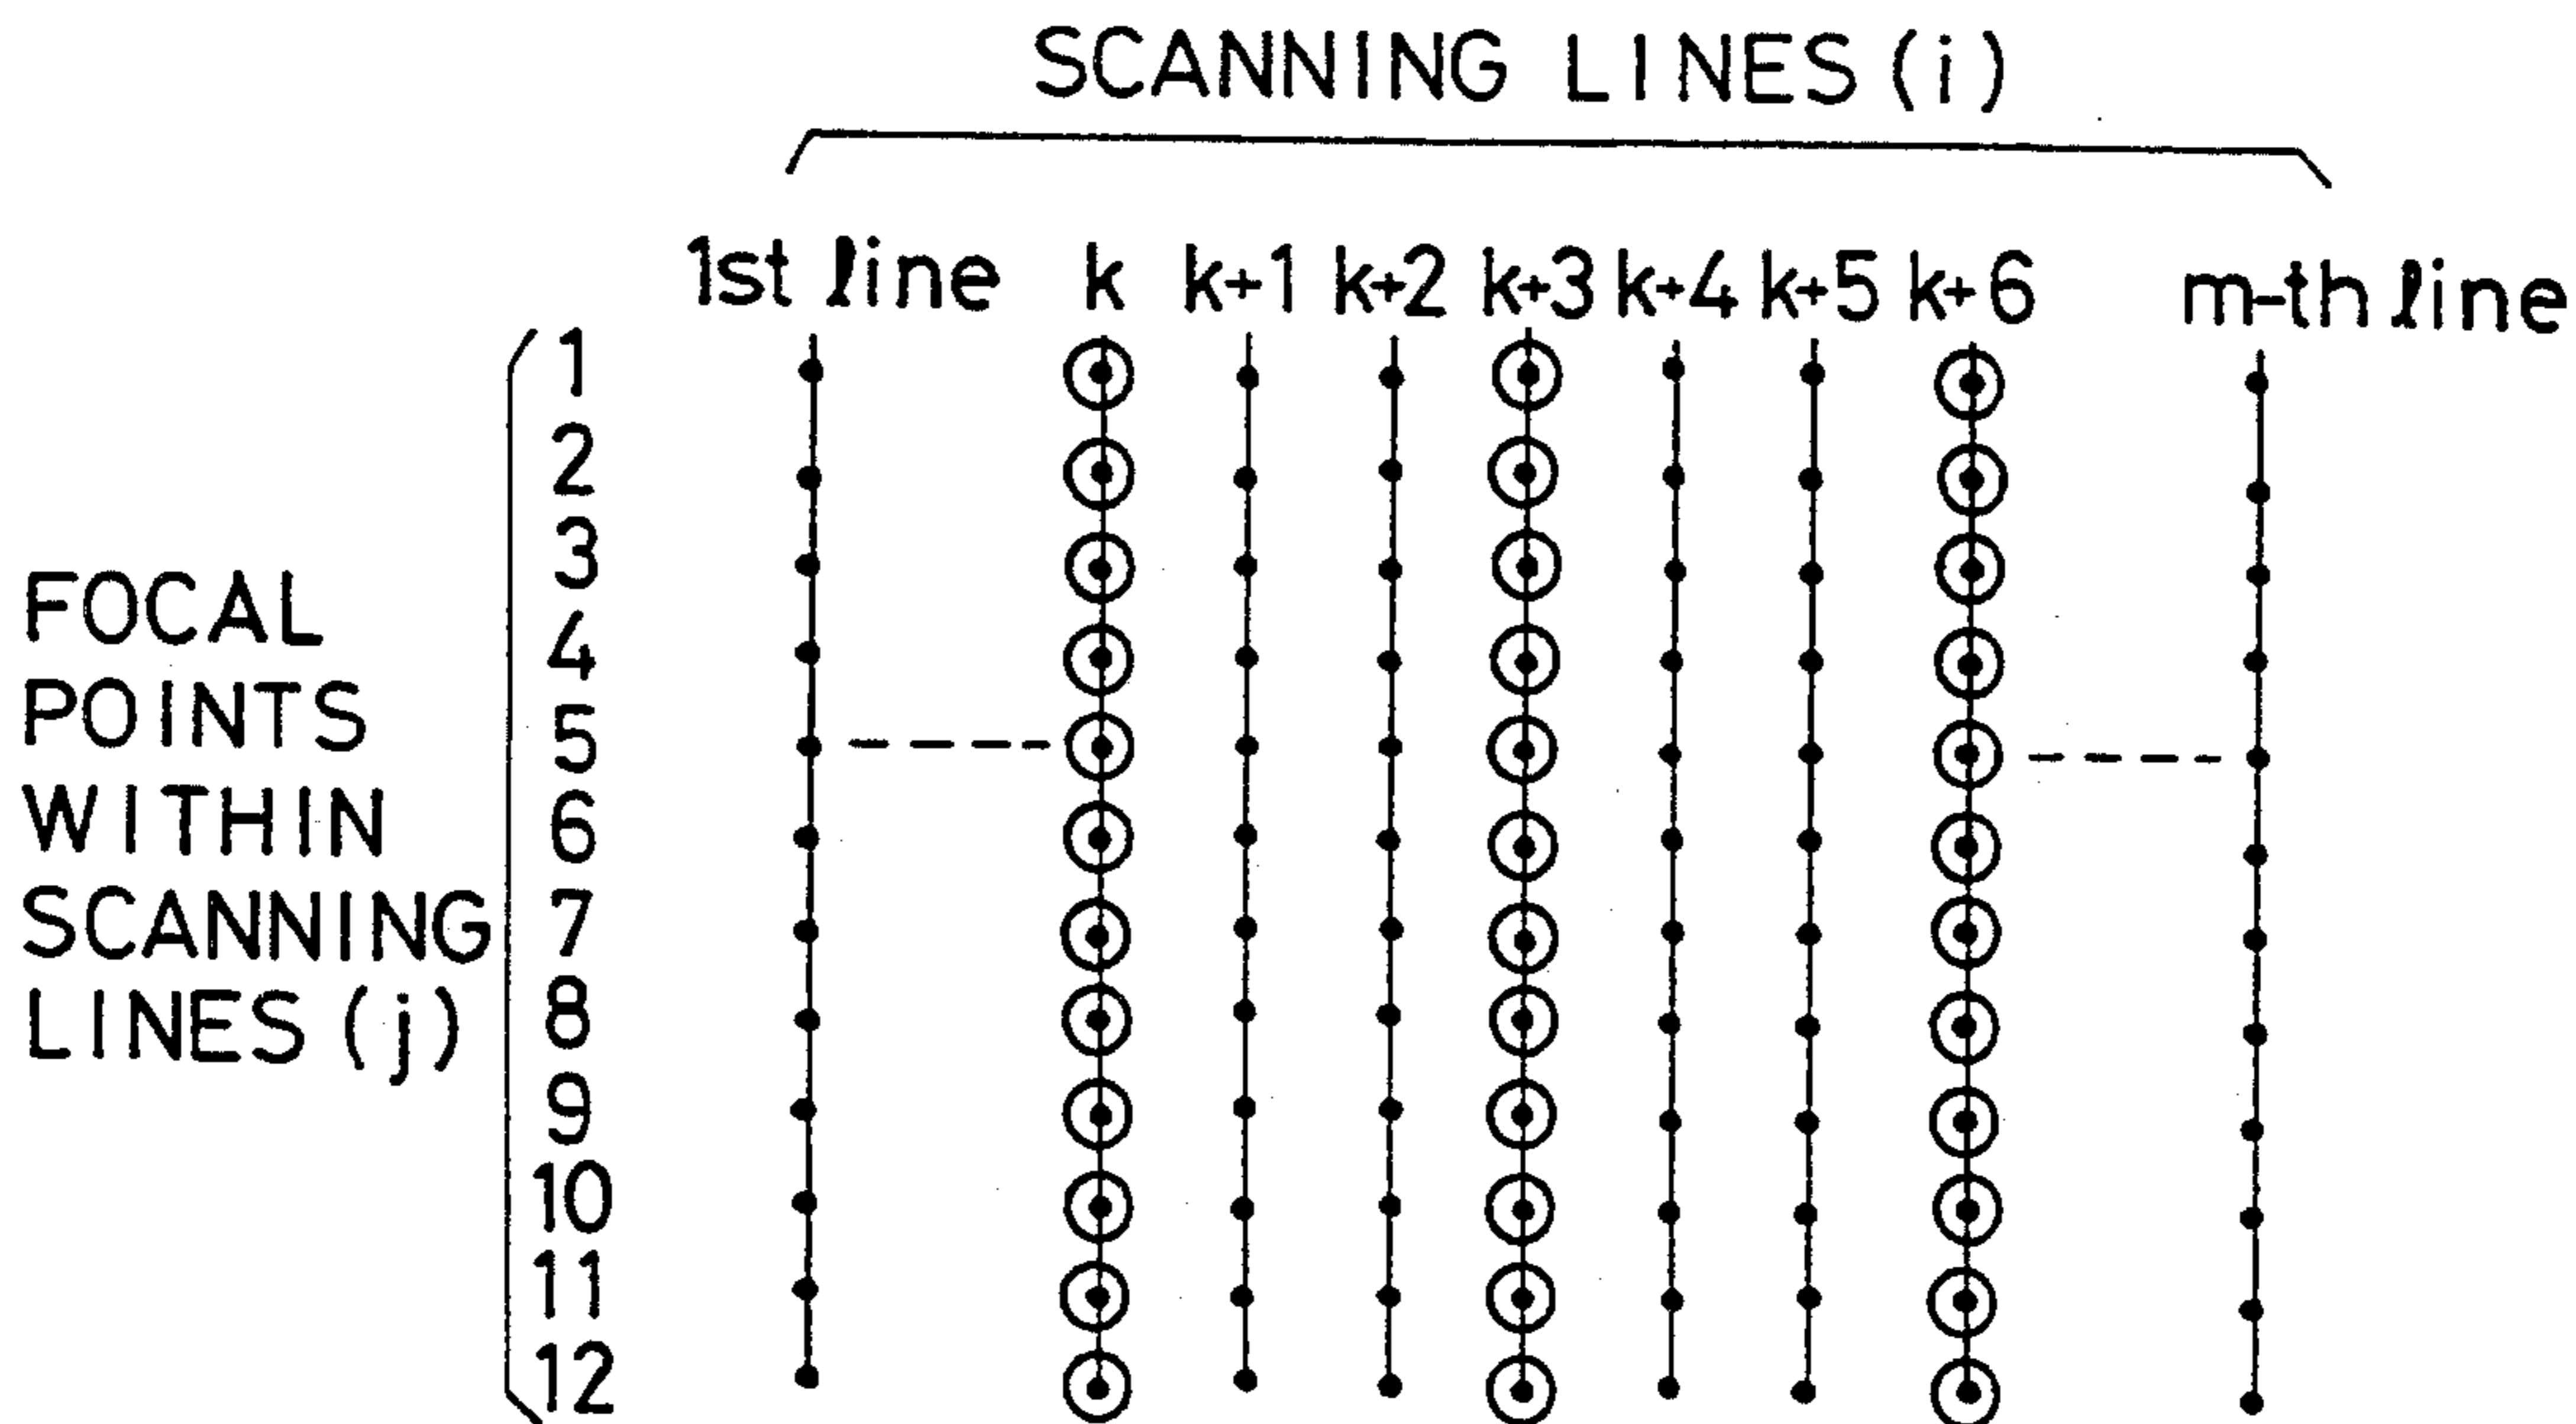 SCANNING LINES (i)
1st line k k+1 k+2 k+3 k+4 k+5 k+6 m-th line
FOCAL
POINTS
WITHIN
SCANNING
LINES (j)
1
2
3
4
5
6
7
8
9
10
11
12